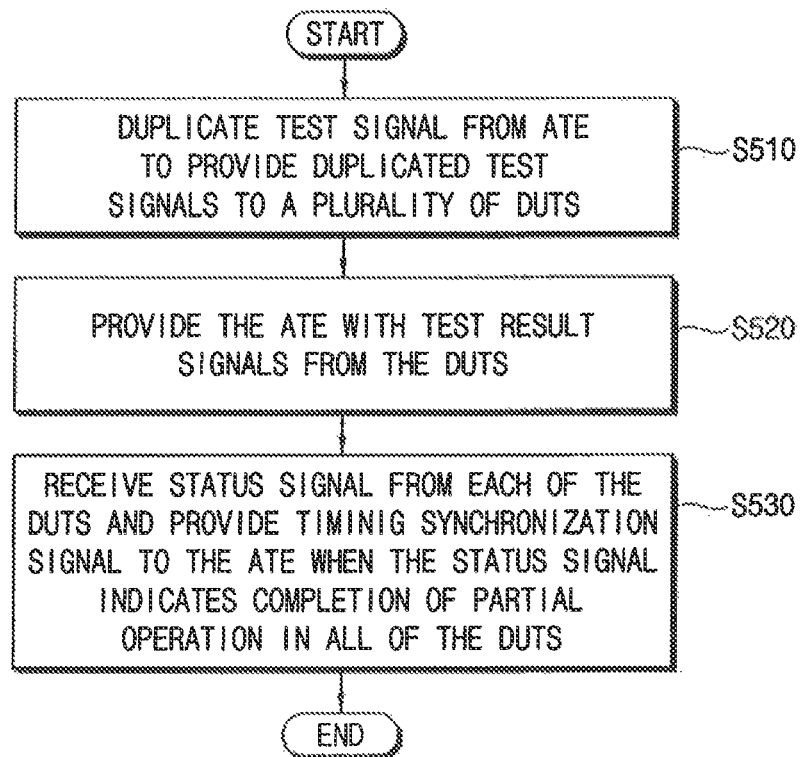 START
DUPLICATE TEST SIGNAL FROM ATE
TO PROVIDE DUPLICATED TEST
SIGNALS TO A PLURALITY OF DUTS
S510
PROVIDE THE ATE WITH TEST RESULT
SIGNALS FROM THE DUTS
S520
RECEIVE STATUS SIGNAL FROM EACH OF THE
DUTS AND PROVIDE TIMINIG SYNCHRONIZATION
SIGNAL TO THE ATE WHEN THE STATUS SIGNAL
INDICATES COMPLETION OF PARTIAL
OPERATION IN ALL OF THE DUTS
S530
END